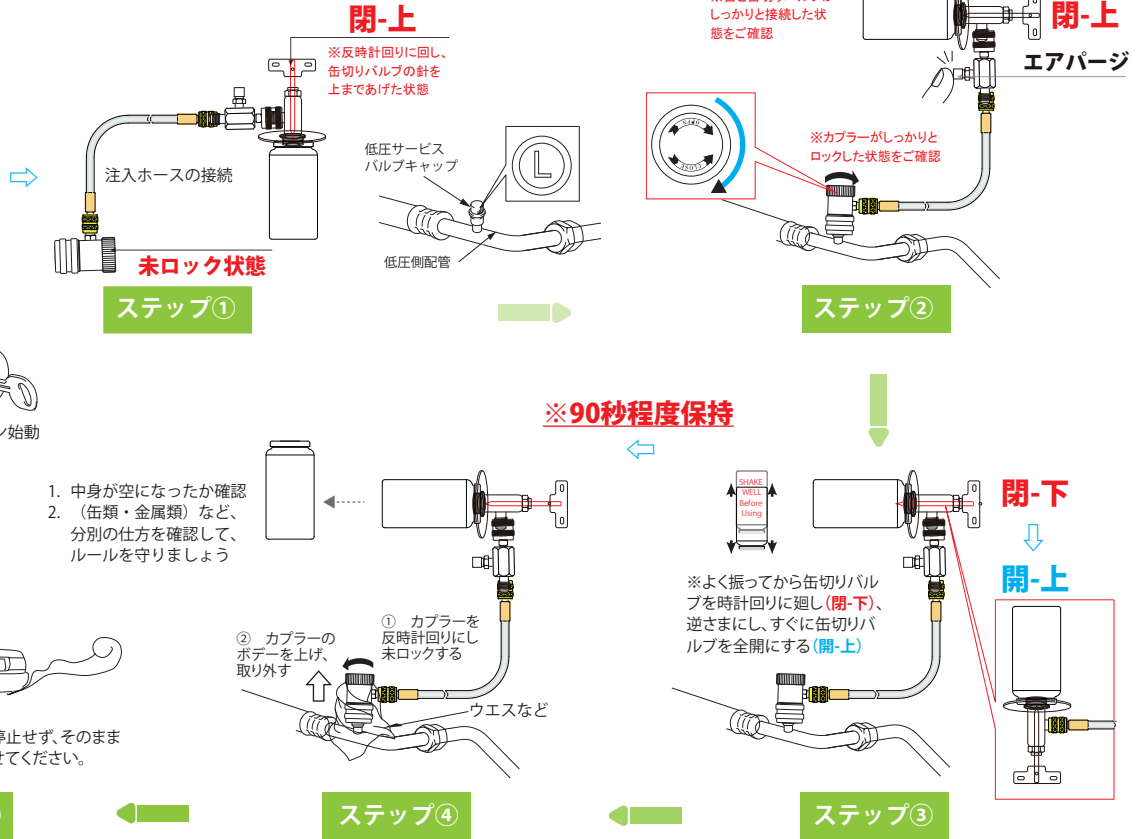 閉-上
※反時計回りに回し、
缶切りバルブの針を
上まであげた状態
注入ホースの接続
未ロック状態
ステップ①
低圧サービス
バルブキャップ
L
低圧側配管
しっかりと接続した状
態をご確認
閉-上
エアパージ
OPEN
CLOSE
※カプラーがしっかりと
ロックした状態をご確認
ステップ②
ン始動
※90秒程度保持
1. 中身が空になったか確認
2. （缶類・金属類）など、
分別の仕方を確認して、
ルールを守りましょう
② カプラーの
ボデーを上げ、
取り外す
① カプラーを
反時計回りにし
未ロックする
ウエスなど
ステップ④
SHAKE
WELL
Before
Using
※よく振ってから缶切りバル
ブを時計回りに廻し(閉-下)、
逆さまにし、すぐに缶切りバ
ルブを全開にする(開-上)
閉-下
開-上
ステップ③
停止せず、そのまま
せてください。